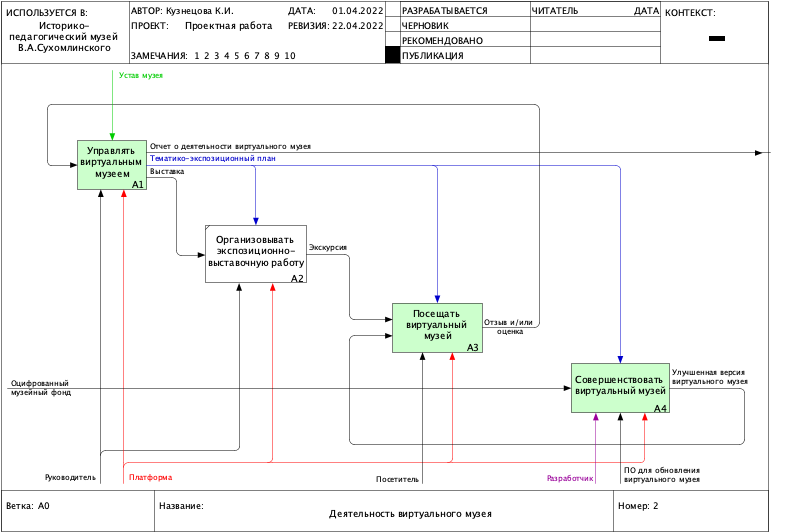 ИСПОЛЬЗУЕТСЯ В:
Историко-
педагогический музей
В.А.Сухомлинского
АВТОР: Кузнецова К.И.
ДАТА: 01.04.2022
ПРОЕКТ: Проектная работа
РЕВИЗИЯ: 22.04.2022
ЗАМЕЧАНИЯ: 1 2 3 4 5 6 7 8 9 10
РАЗРАБАТЫВАЕТСЯ
ЧЕРНОВИК
РЕКОМЕНДОВАНО
ПУБЛИКАЦИЯ
ЧИТАТЕЛЬ ДАТА
КОНТЕКСТ:
Устав музея
Управлять
виртуальным
музеем
A1
Отчет о деятельности виртуального музея
Тематико-экспозиционный план
Выставка
Организовывать
экспозиционно-
выставочную работу
A2
Экскурсия
Посещать
виртуальный
музей
A3
Отзыв и/или
оценка
Оцифрованный
музейный фонд
Совершенствовать
виртуальный музей
A4
Улучшенная версия
виртуального музея
Руководитель
Платформа
Посетитель
Разработчик
ПО для обновления
виртуального музея
Ветка: A0
Название:
Деятельность виртуального музея
Номер: 2